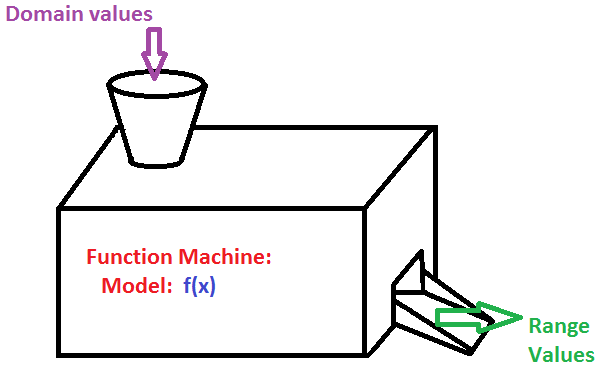 Domain values
Function Machine:
Model: f(x)
Range
Values